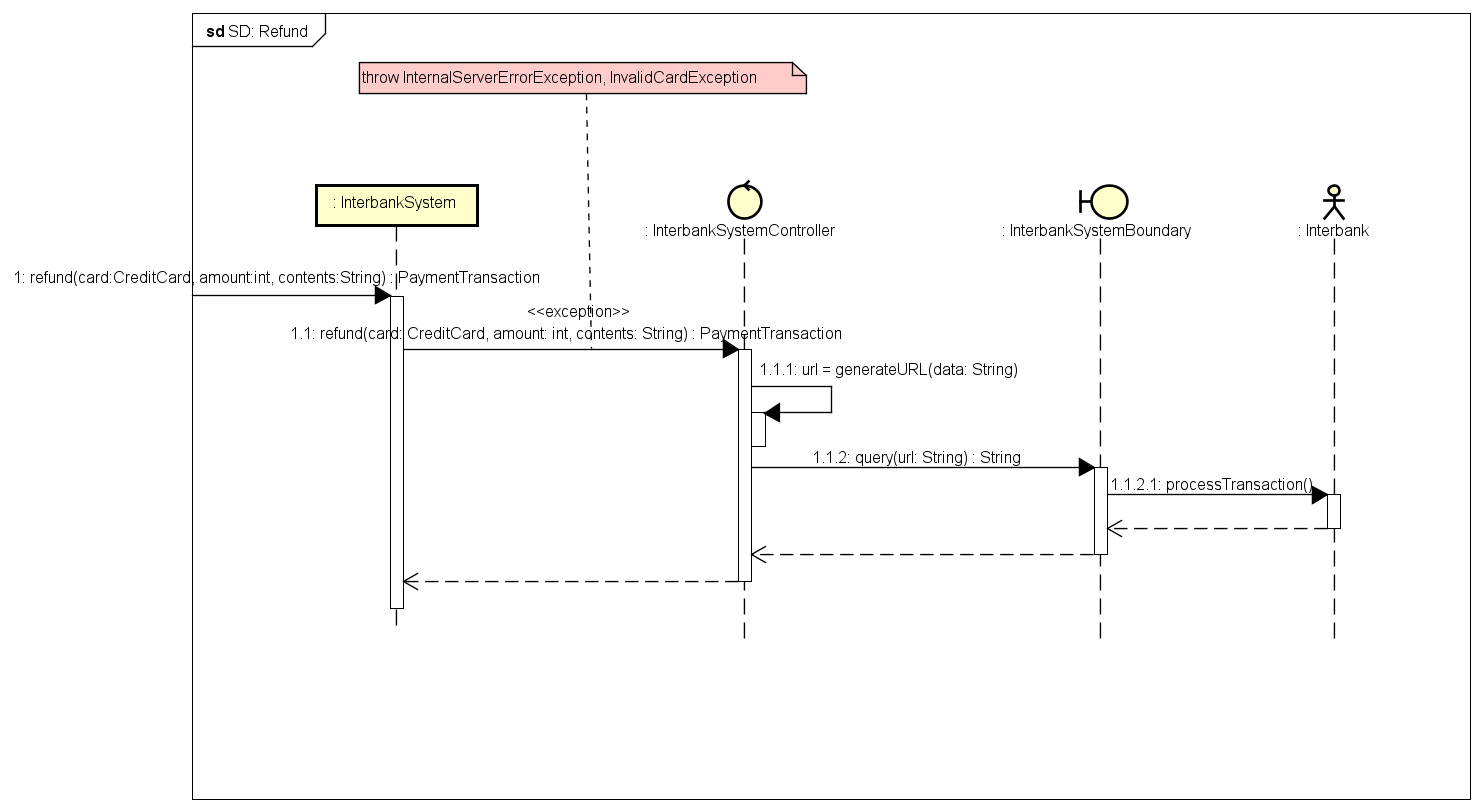 sd SD: Refund
throw InternalServerErrorException, InvalidCardException
: InterbankSystem
: InterbankSystemController
: InterbankSystemBoundary
: Interbank
1: refund(card:CreditCard, amount:int, contents:String) : PaymentTransaction
<<exception>>
1.1: refund(card: CreditCard, amount: int, contents: String) : PaymentTransaction
1.1.1: url = generateURL(data: String)
1.1.2: query(url: String) : String
1.1.2.1: processTransaction()